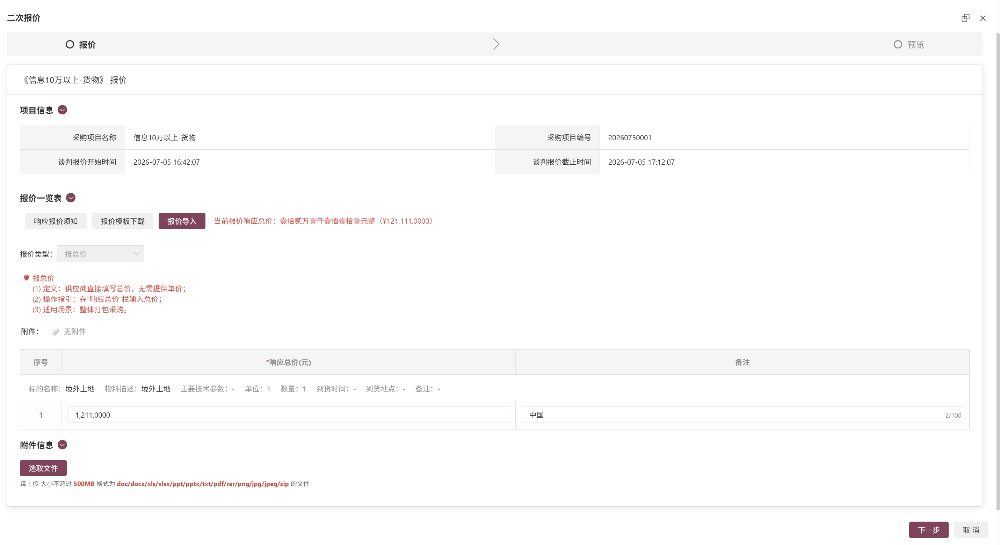 二次报价
报价
预览
《信息10万以上-货物》 报价
项目信息
采购项目名称 信息10万以上-货物 采购项目编号 20260750001
谈判报价开始时间 2026-07-05 16:42:07 谈判报价截止时间 2026-07-05 17:12:07
报价一览表
响应报价须知 报价模板下载 报价导入 当前报价响应总价：壹拾贰万壹仟壹佰壹拾壹元整（¥121,111.0000）
报价类型： 报总价
报总价
(1) 定义：供应商直接填写总价，无需提供单价；
(2) 操作指引：在“响应总价”栏输入总价；
(3) 适用场景：整体打包采购。
附件： 无附件
序号 *响应总价(元) 备注
标的名称：境外土地 物料描述：境外土地 主要技术参数：- 单位：1 数量：1 到货时间：- 到货地点：- 备注：-
1 1,211.0000 中国 2/100
附件信息
选取文件
请上传 大小不超过 500MB 格式为 doc/docx/xls/xlsx/ppt/pptx/txt/pdf/rar/png/jpg/jpeg/zip 的文件
下一步 取 消